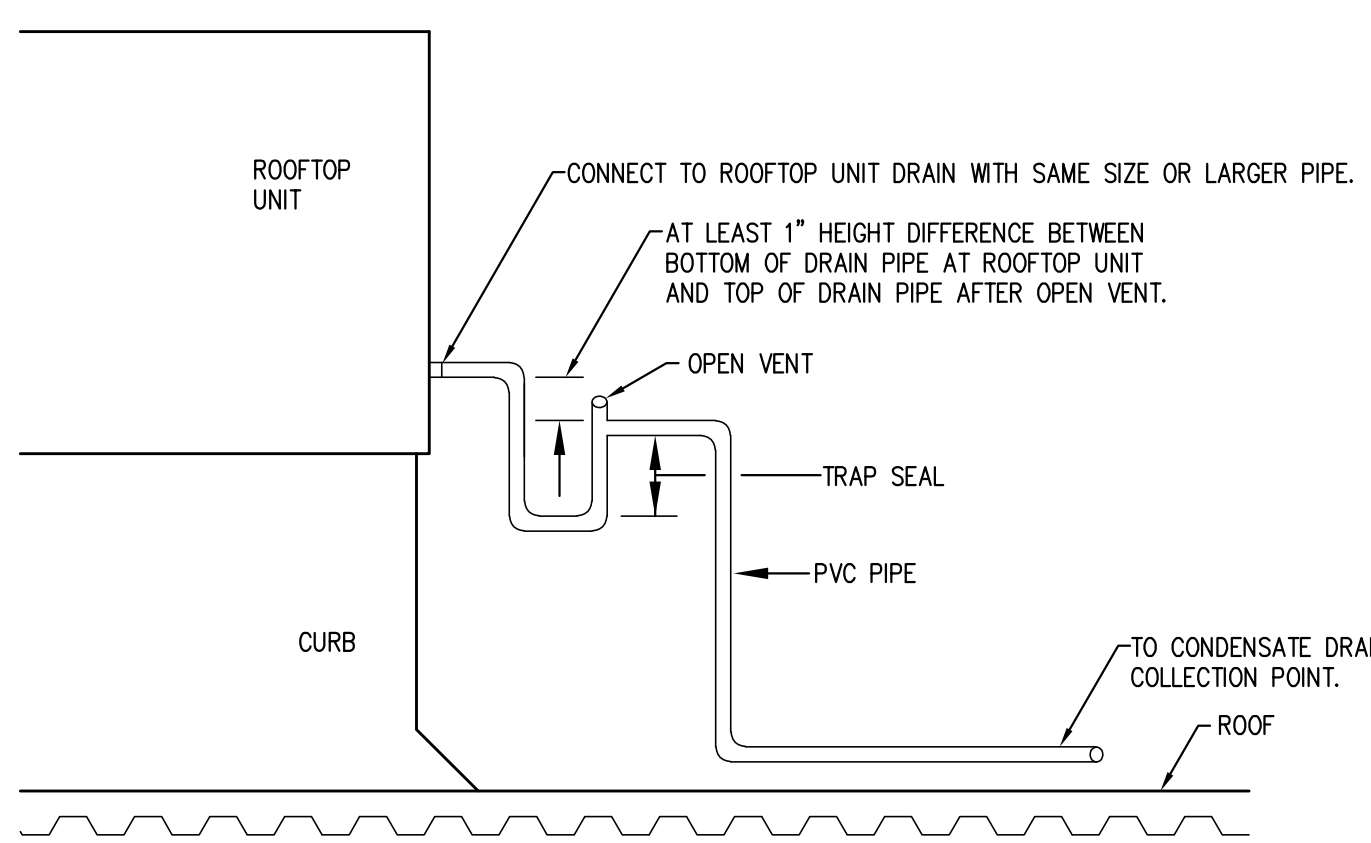 ROOFTOP
UNIT
CONNECT TO ROOFTOP UNIT DRAIN WITH SAME SIZE OR LARGER PIPE.
AT LEAST 1" HEIGHT DIFFERENCE BETWEEN
BOTTOM OF DRAIN PIPE AT ROOFTOP UNIT
AND TOP OF DRAIN PIPE AFTER OPEN VENT.
OPEN VENT
TRAP SEAL
PVC PIPE
CURB
TO CONDENSATE
COLLECTION POINT.
ROOF